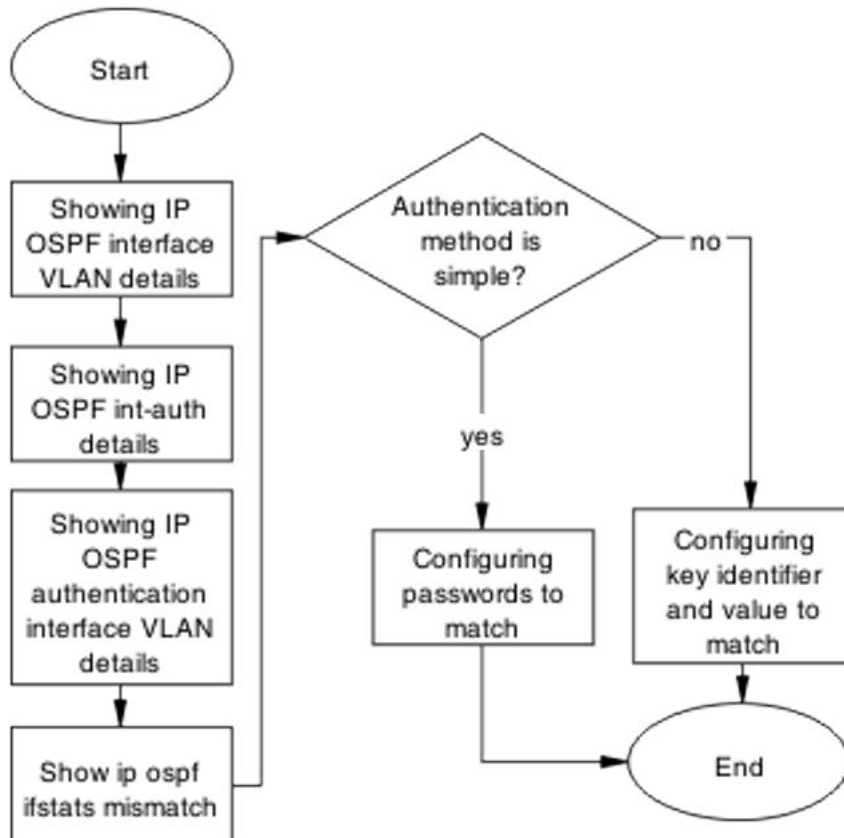 Start
Showing IP
OSPF interface
VLAN details
Showing IP
OSPF int-auth
details
Showing IP
OSPF
authentication
interface VLAN
details
Show ip ospf
ifstats mismatch
Authentication
method is
simple?
no
yes
Configuring
passwords to
match
Configuring
key identifier
and value to
match
End